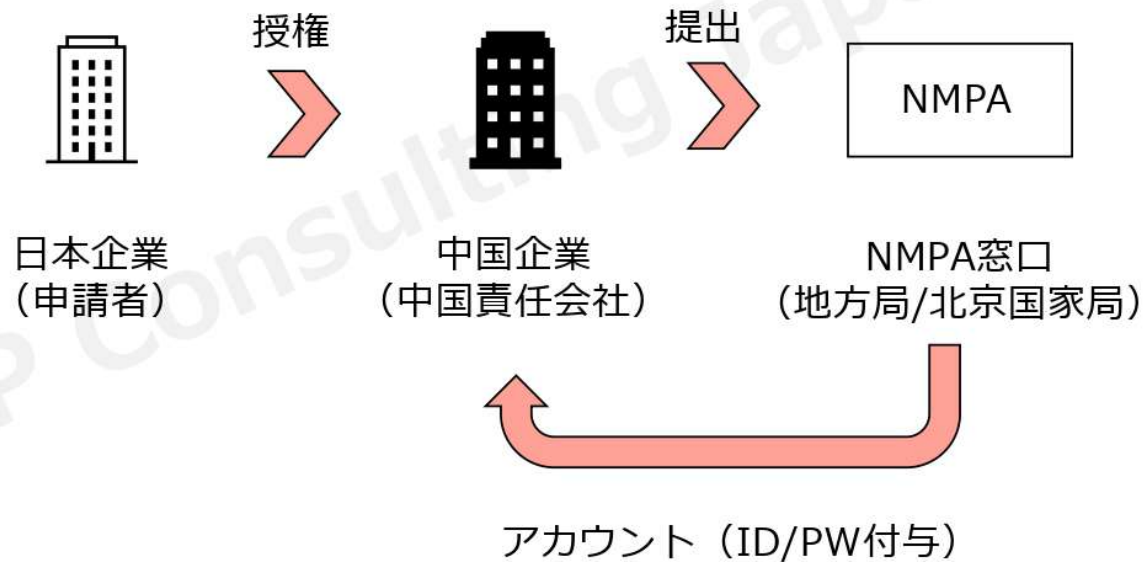 授権
提出
NMPA
日本企業
（申請者）
中国企業
（中国責任会社）
NMPA窓口
（地方局/北京国家局）
アカウント（ID/PW付与）
P Consulting Japa